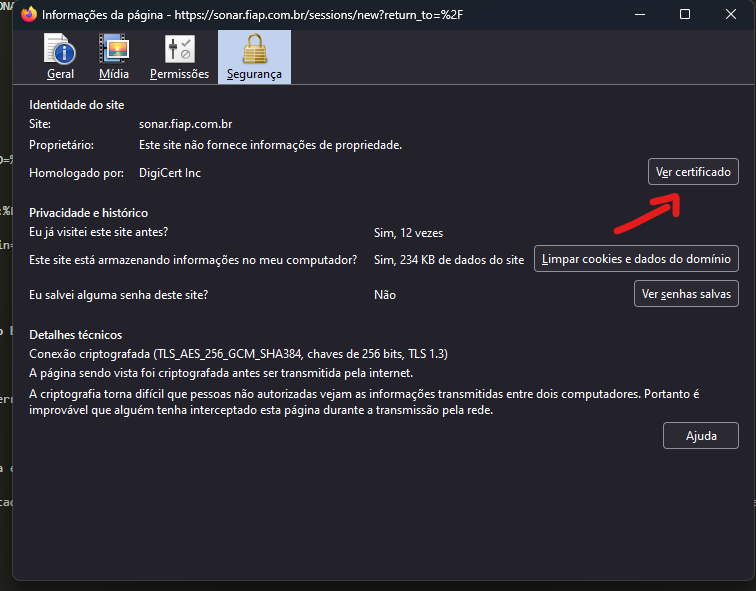 Informações da página - https://sonar.fiap.com.br/sessions/new?return_to=%2F
Geral
Mídia
Permissões
Segurança
Identidade do site
Site: sonar.fiap.com.br
Proprietário: Este site não fornece informações de propriedade.
Homologado por: DigiCert Inc
Ver certificado
Privacidade e histórico
Eu já visitei este site antes? Sim, 12 vezes
Este site está armazenando informações no meu computador? Sim, 234 KB de dados do site
Limpar cookies e dados do domínio
Eu salvei alguma senha deste site? Não
Ver senhas salvas
Detalhes técnicos
Conexão criptografada (TLS_AES_256_GCM_SHA384, chaves de 256 bits, TLS 1.3)
A página sendo vista foi criptografada antes ser transmitida pela internet.
A criptografia torna difícil que pessoas não autorizadas vejam as informações transmitidas entre dois computadores. Portanto é
improvável que alguém tenha interceptado esta página durante a transmissão pela rede.
Ajuda